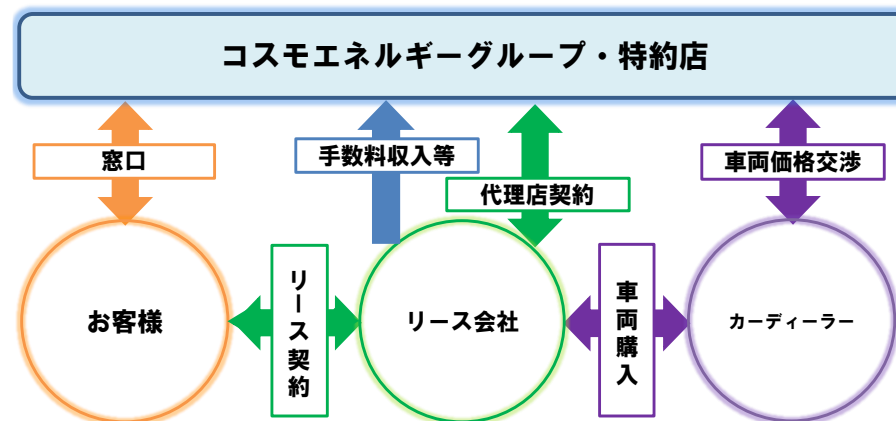 コスモエネルギーグループ・特約店
窓口
手数料収入等
代理店契約
車両価格交渉
お客様
リース契約
リース会社
車両購入
カーディーラー